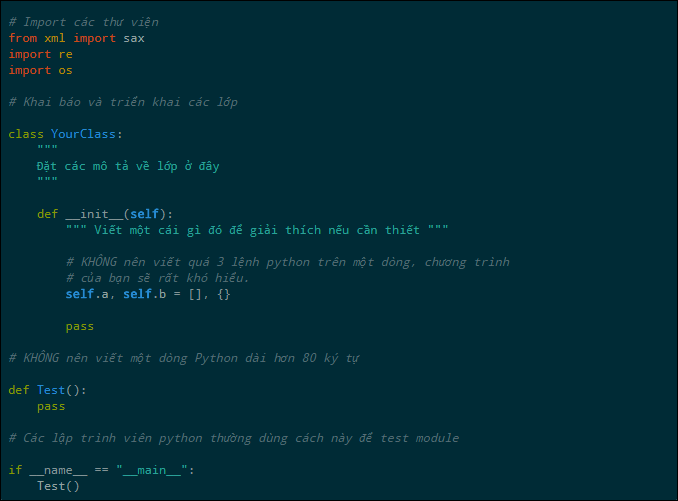 # Import các thư viện
from xml import sax
import re
import os
# Khai báo và triển khai các lớp
class YourClass:
"""
Đặt các mô tả về lớp ở đây
"""
def __init__(self):
""" Viết một cái gì đó để giải thích nếu cần thiết """
# KHÔNG nên viết quá 3 lệnh python trên một dòng, chương trình
# của bạn sẽ rất khó hiểu.
self.a, self.b = [], {}
pass
# KHÔNG nên viết một dòng Python dài hơn 80 ký tự
def Test():
pass
# Các lập trình viên python thường dùng cách này để test module
if __name__ == "__main__":
Test()